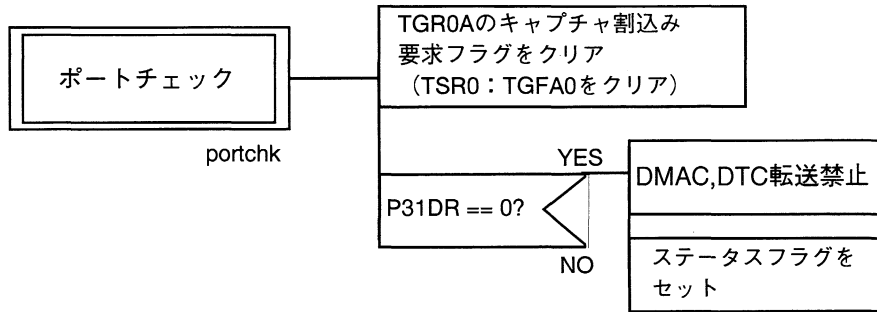 TGR0Aのキャプチャ割込み
要求フラグをクリア
（TSR0：TGFA0をクリア）
ポートチェック
portchk
YES
P31DR == 0?
NO
DMAC,DTC転送禁止
ステータスフラグを
セット